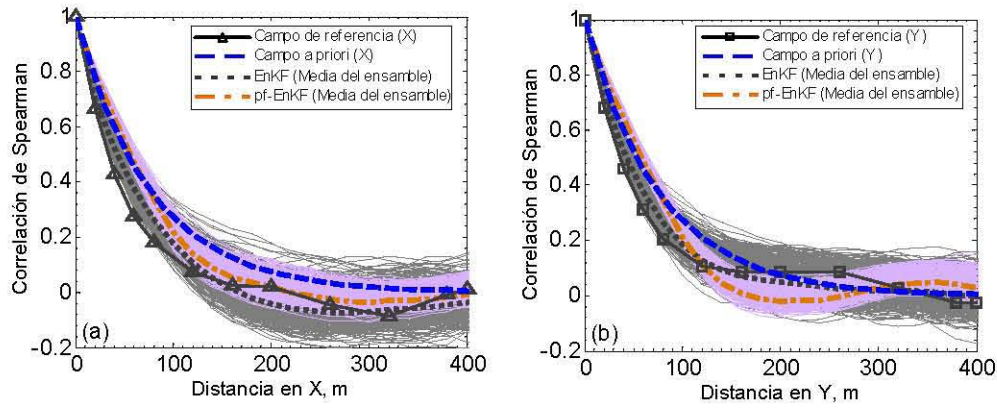 Correlación de Spearman
1
0.8
0.6
0.4
0.2
0
-0.2
Campo de referencia (X)
Campo a priori (X)
EnKF (Media del ensamble)
pf-EnKF (Media del ensamble)
(a)
0 100 200 300 400
Distancia en X, m
Correlación de Spearman
1
0.8
0.6
0.4
0.2
0
-0.2
Campo de referencia (Y)
Campo a priori (Y)
EnKF (Media del ensamble)
pf-EnKF (Media del ensamble)
(b)
0 100 200 300 400
Distancia en Y, m